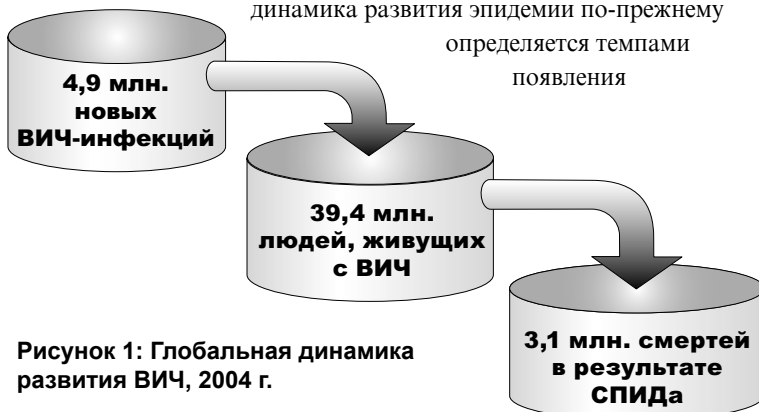 динамика развития эпидемии по-прежнему
определяется темпами
появления
4,9 млн.
новых
ВИЧ-инфекций
39,4 млн.
людей, живущих
с ВИЧ
3,1 млн. смертей
в результате
СПИДа
Рисунок 1: Глобальная динамика
развития ВИЧ, 2004 г.